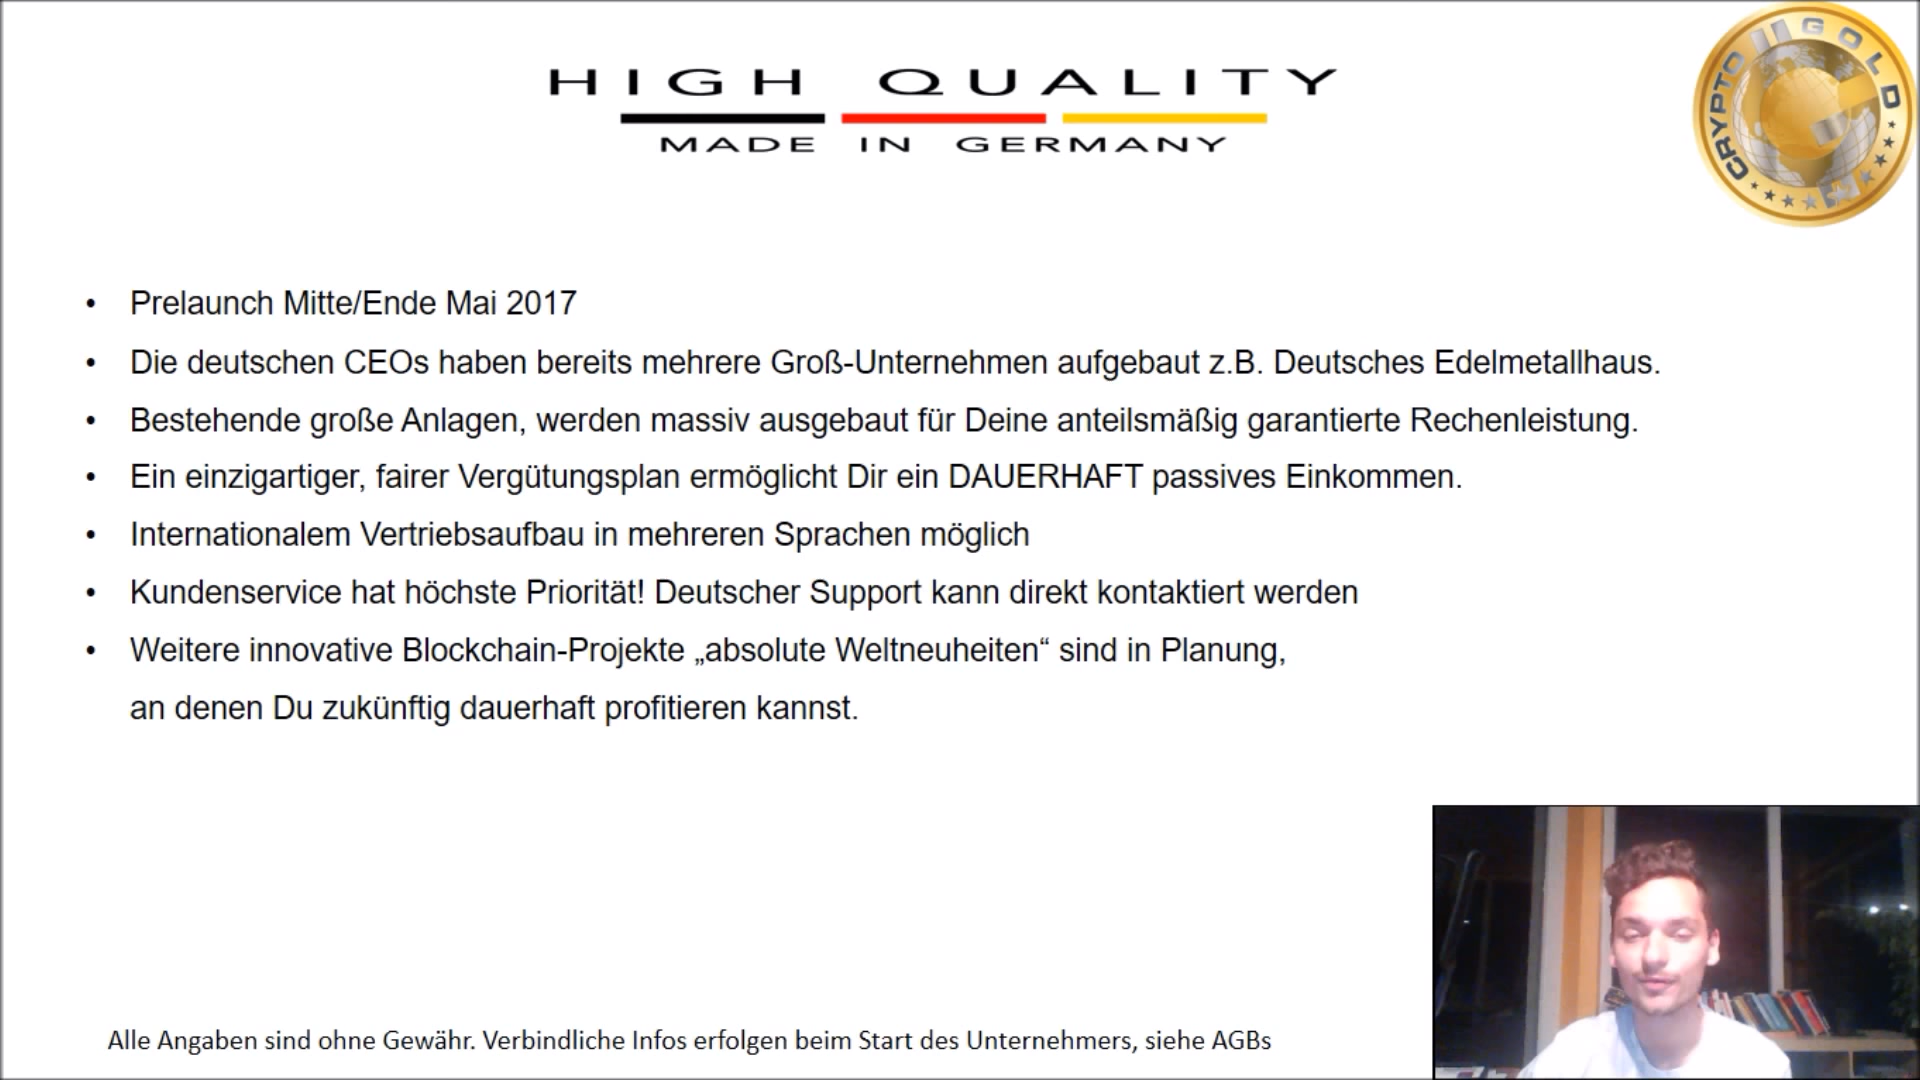 HIGH QUALITY
MADE IN GERMANY
CRYPTO GOLD
• Prelaunch Mitte/Ende Mai 2017
• Die deutschen CEOs haben bereits mehrere Groß-Unternehmen aufgebaut z.B. Deutsches Edelmetallhaus.
• Bestehende große Anlagen, werden massiv ausgebaut für Deine anteilsmäßig garantierte Rechenleistung.
• Ein einzigartiger, fairer Vergütungsplan ermöglicht Dir ein DAUERHAFT passives Einkommen.
• Internationalem Vertriebsaufbau in mehreren Sprachen möglich
• Kundenservice hat höchste Priorität! Deutscher Support kann direkt kontaktiert werden
• Weitere innovative Blockchain-Projekte „absolute Weltneuheiten“ sind in Planung,
an denen Du zukünftig dauerhaft profitieren kannst.
Alle Angaben sind ohne Gewähr. Verbindliche Infos erfolgen beim Start des Unternehmers, siehe AGBs